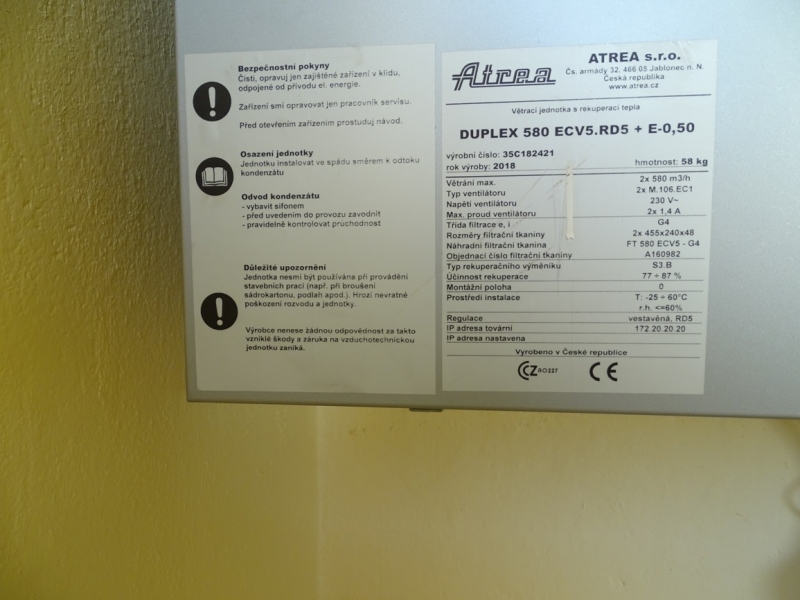 Bezpečnostní pokyny
Čisti, opravuj jen zajištěné zařízení v klidu,
odpojené od přívodu el. energie.
Zařízení smí opravovat jen pracovník servisu.
Před otevřením zařízením prostuduj návod.
Osazení jednotky
Jednotku instalovat ve spádu směrem k odtoku
kondenzátu
Odvod kondenzátu
- vybavit sifonem
- před uvedením do provozu zavodnit
- pravidelně kontrolovat průchodnost
Důležité upozornění
Jednotka nesmí být používána při provádění
stavebních prací (např. při broušení
sádrokartonu, podlah apod.). Hrozí nevratné
poškození rozvodu a jednotky.
Výrobce nenese žádnou odpovědnost za takto
vzniklé škody a záruka na vzduchotechnickou
jednotku zaniká.
Atrea
ATREA s.r.o.
Čs. armády 32, 466 05 Jablonec n. N.
Česká republika
www.atrea.cz
Větrací jednotka s rekuperací tepla
DUPLEX 580 ECV5.RD5 + E-0,50
výrobní číslo: 35C182421
rok výroby: 2018 hmotnost: 58 kg
Větrání max. 2x 580 m3/h
Typ ventilátoru 2x M.106.EC1
Napětí ventilátoru 230 V~
Max. proud ventilátoru 2x 1,4 A
Třída filtrace e, i G4
Rozměry filtrační tkaniny 2x 455x240x48
Náhradní filtrační tkanina FT 580 ECV5 - G4
Objednací číslo filtrační tkaniny A160982
Typ rekuperačního výměníku S3.B
Účinnost rekuperace 77 ÷ 87 %
Montážní poloha 0
Prostředí instalace T: -25 ÷ 60°C
r.h. <=60%
Regulace vestavěná, RD5
IP adresa tovární 172.20.20.20
IP adresa nastavena
Vyrobeno v České republice
CCZ AO227 CE